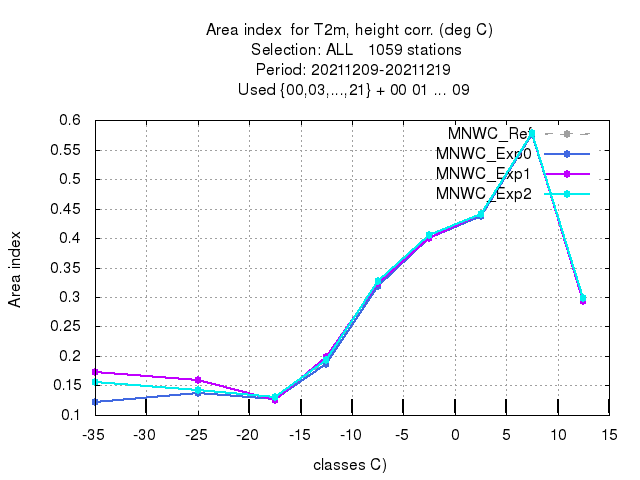 Area index  for T2m, height corr. (deg C)
Selection: ALL   1059 stations
Period: 20211209-20211219
Used {00,03,...,21} + 00 01 ... 09
0.6
0.55
0.5
0.45
0.4
0.35
0.3
0.25
0.2
0.15
0.1
Area index
MNWC_Ref
MNWC_Exp0
MNWC_Exp1
MNWC_Exp2
-35 -30 -25 -20 -15 -10 -5 0 5 10 15
classes C)